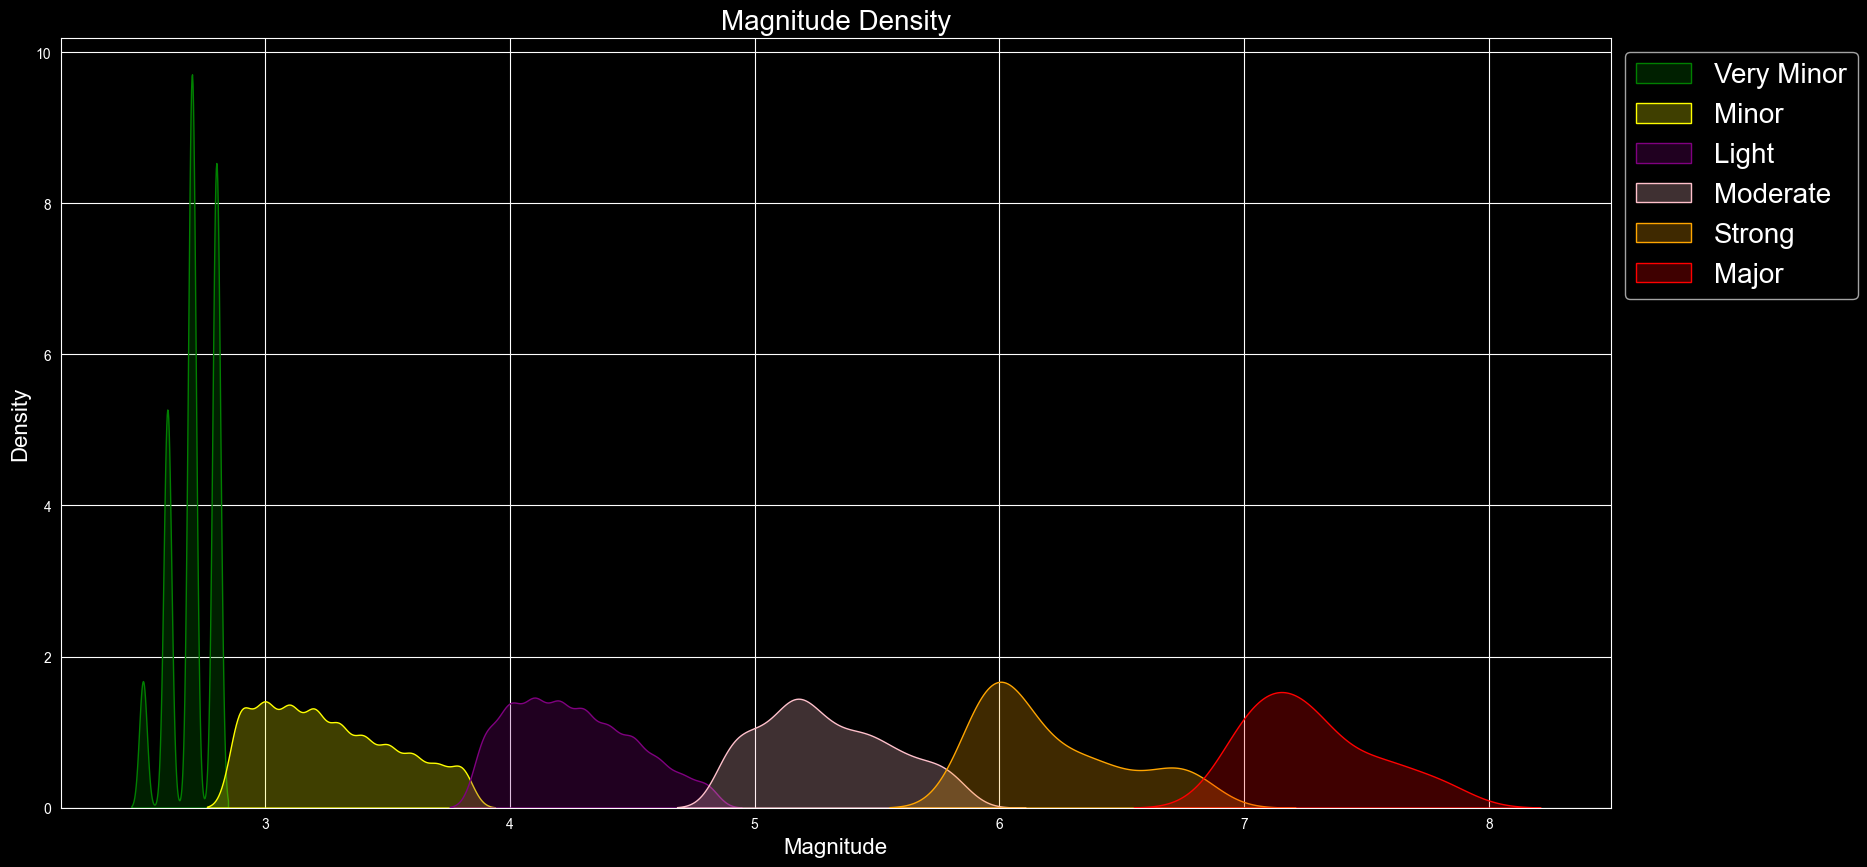 Magnitude Density
10
8
6
4
2
0
Density
3 4 5 6 7 8
Magnitude
Very Minor
Minor
Light
Moderate
Strong
Major